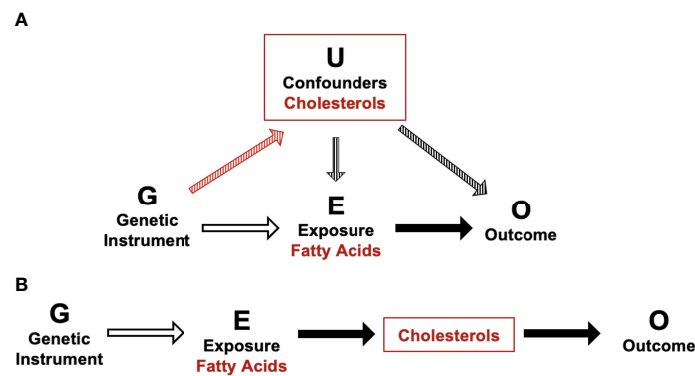 A
U
Confounders
Cholesterols
G
Genetic
Instrument
E
Exposure
Fatty Acids
O
Outcome
B
G
Genetic
Instrument
E
Exposure
Fatty Acids
Cholesterols
O
Outcome